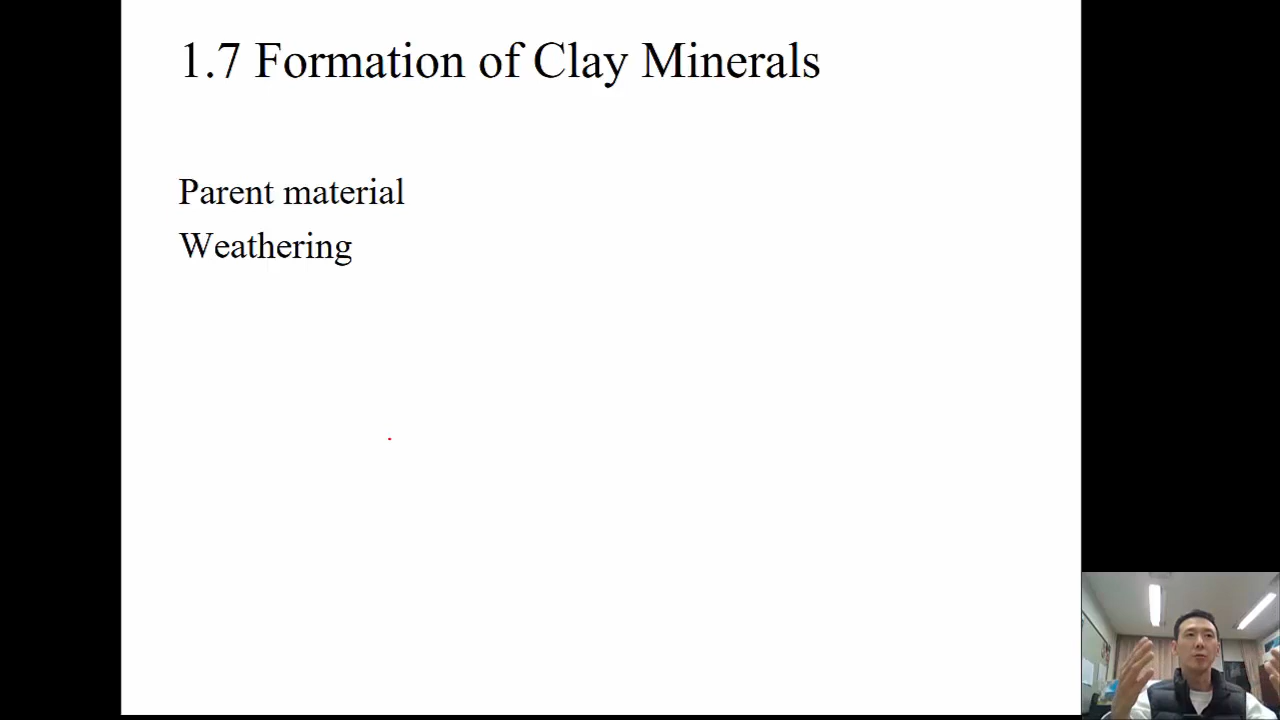 1.7 Formation of Clay Minerals
Parent material
Weathering